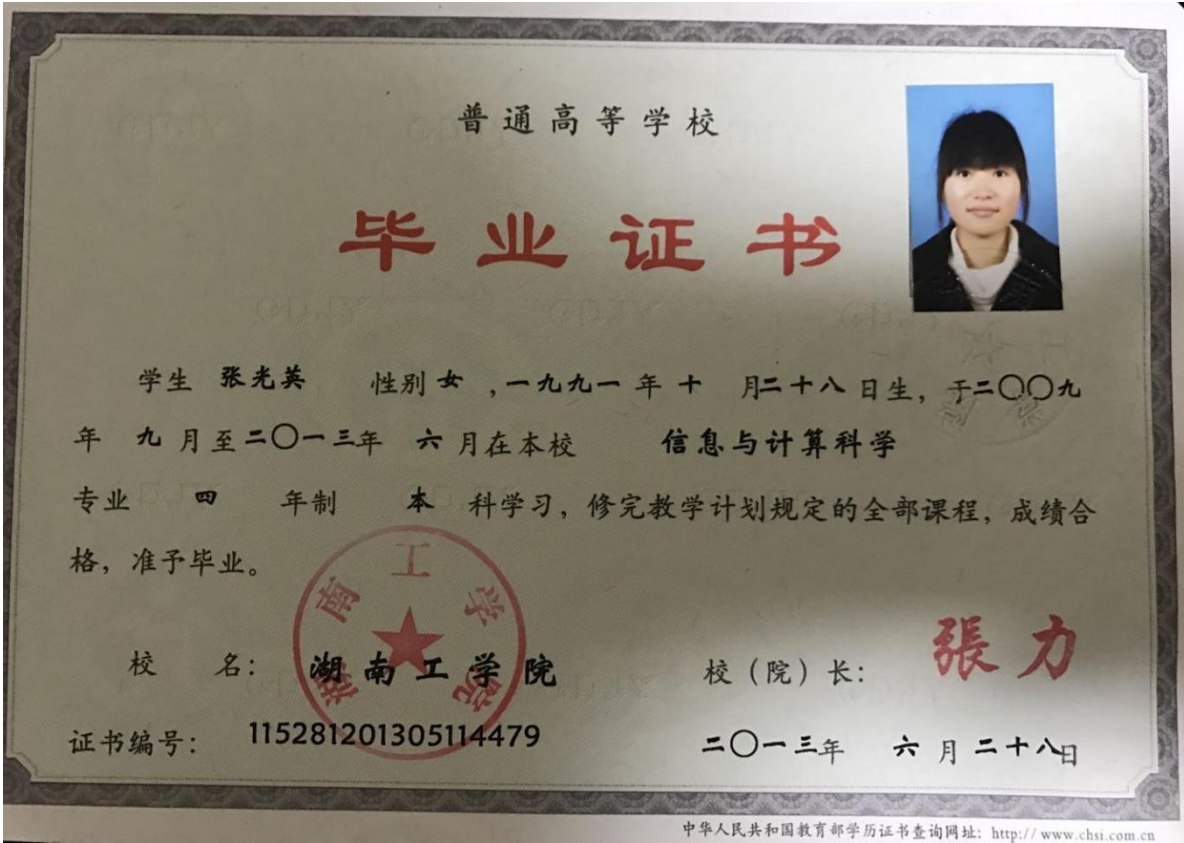 普通高等学校
毕业证书
学生 张光英 性别 女 ,一九九一 年 十 月二十八 日生，于二〇〇九
年 九 月至二〇一三年 六 月在本校 信息与计算科学
专业 四 年制 本 科学习，修完教学计划规定的全部课程，成绩合
格，准予毕业。
湖南工学院
校 名： 湖南工学院 校（院）长： 張力
证书编号： 115281201305114479 二〇一三年 六 月 二十八日
中华人民共和国教育部学历证书查询网址：http://www.chsi.com.cn